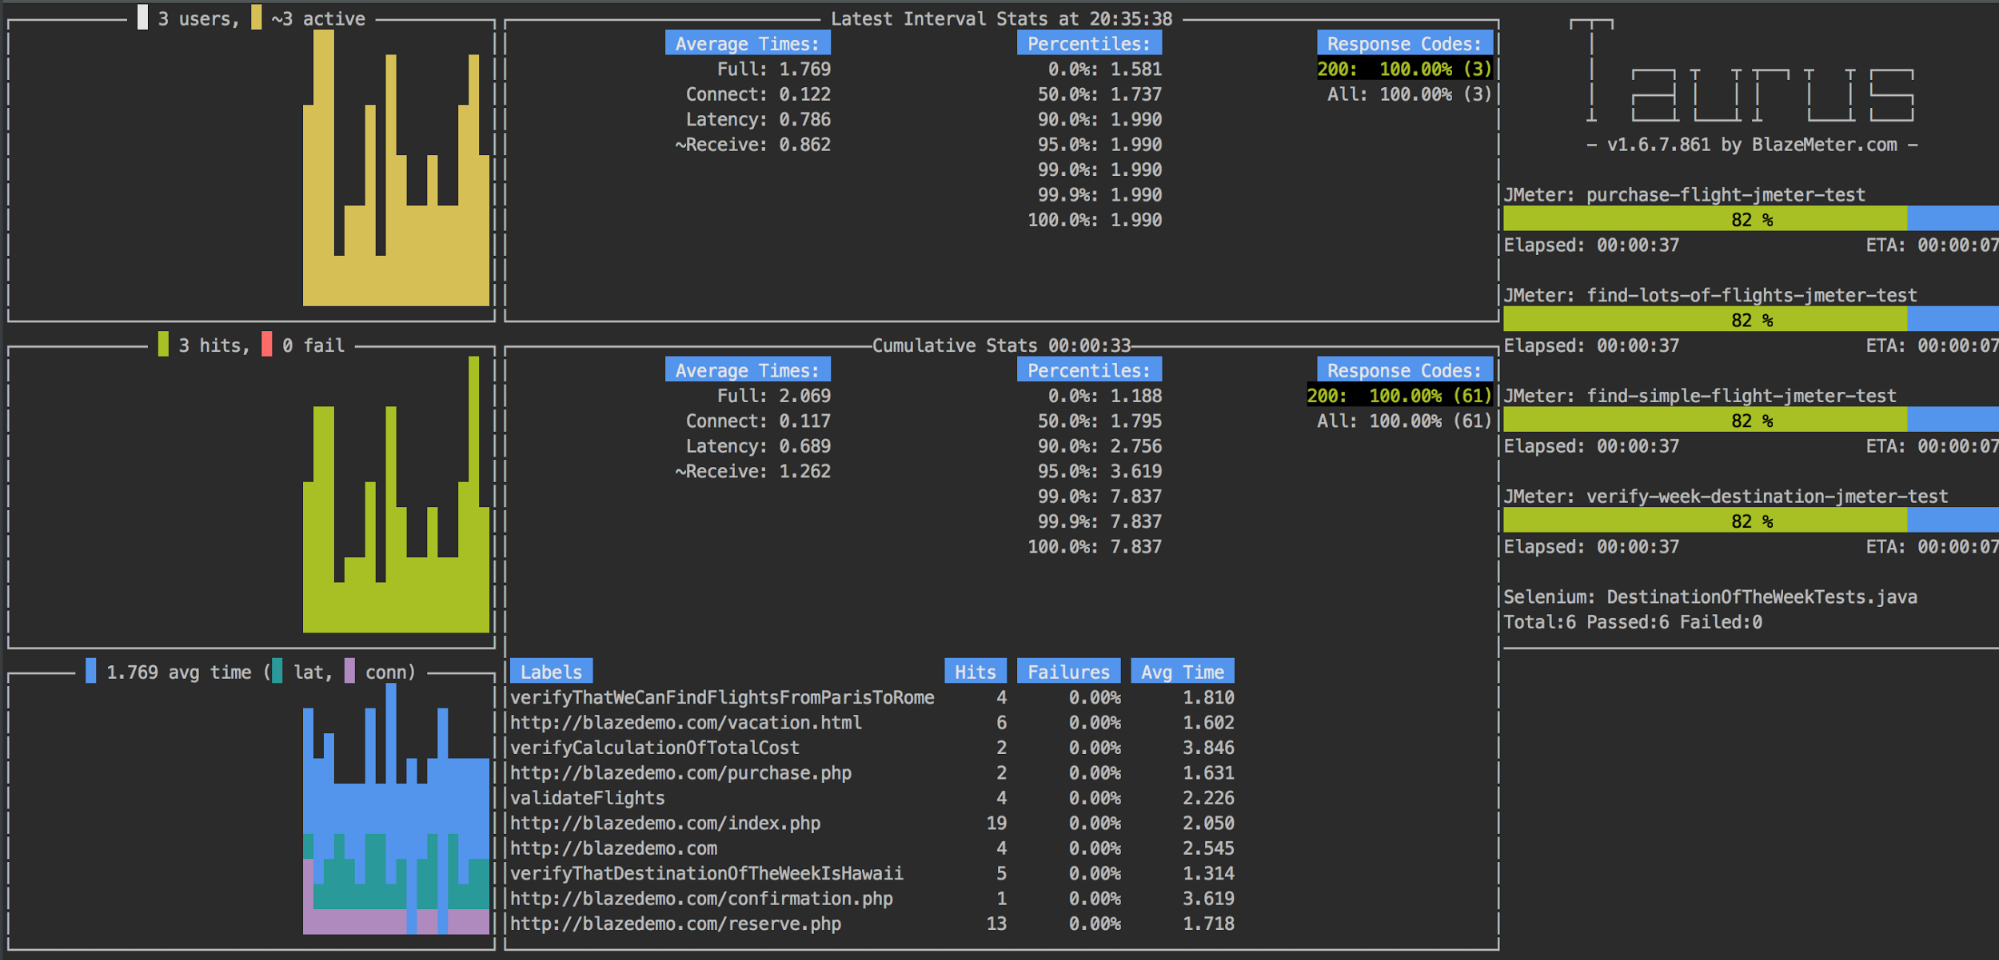 3 users, ~3 active
Latest Interval Stats at 20:35:38
Average Times: Percentiles: Response Codes:
Full: 1.769 0.0%: 1.581 200: 100.00% (3)
Connect: 0.122 50.0%: 1.737 All: 100.00% (3)
Latency: 0.786 90.0%: 1.990
~Receive: 0.862 95.0%: 1.990
99.0%: 1.990
99.9%: 1.990
100.0%: 1.990
Taurus
- v1.6.7.861 by BlazeMeter.com -
JMeter: purchase-flight-jmeter-test
82 %
Elapsed: 00:00:37 ETA: 00:00:07
JMeter: find-lots-of-flights-jmeter-test
82 %
Elapsed: 00:00:37 ETA: 00:00:07
JMeter: find-simple-flight-jmeter-test
82 %
Elapsed: 00:00:37 ETA: 00:00:07
JMeter: verify-week-destination-jmeter-test
82 %
Elapsed: 00:00:37 ETA: 00:00:07
Selenium: DestinationOfTheWeekTests.java
Total:6 Passed:6 Failed:0
3 hits, 0 fail
Cumulative Stats 00:00:33
Average Times: Percentiles: Response Codes:
Full: 2.069 0.0%: 1.188 200: 100.00% (61)
Connect: 0.117 50.0%: 1.795 All: 100.00% (61)
Latency: 0.689 90.0%: 2.756
~Receive: 1.262 95.0%: 3.619
99.0%: 7.837
99.9%: 7.837
100.0%: 7.837
1.769 avg time ( lat, conn)
Labels Hits Failures Avg Time
verifyThatWeCanFindFlightsFromParisToRome 4 0.00% 1.810
http://blazedemo.com/vacation.html 6 0.00% 1.602
verifyCalculationOfTotalCost 2 0.00% 3.846
http://blazedemo.com/purchase.php 2 0.00% 1.631
validateFlights 4 0.00% 2.226
http://blazedemo.com/index.php 19 0.00% 2.050
http://blazedemo.com 4 0.00% 2.545
verifyThatDestinationOfTheWeekIsHawaii 5 0.00% 1.314
http://blazedemo.com/confirmation.php 1 0.00% 3.619
http://blazedemo.com/reserve.php 13 0.00% 1.718